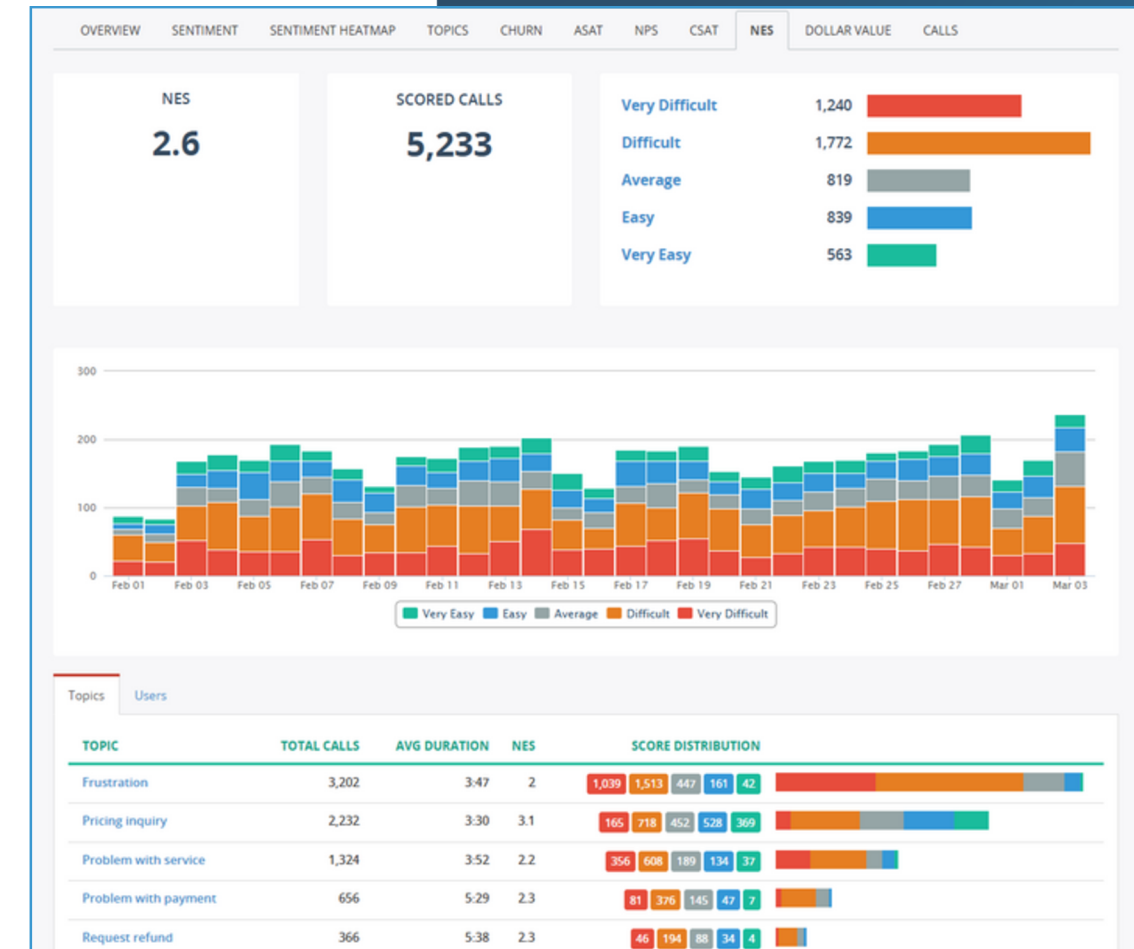 OVERVIEW SENTIMENT SENTIMENT HEATMAP TOPICS CHURN ASAT NPS CSAT NES DOLLAR VALUE CALLS
NES
2.6
SCORED CALLS
5,233
Very Difficult 1,240
Difficult 1,772
Average 819
Easy 839
Very Easy 563
300
200
100
0
Feb 01 Feb 03 Feb 05 Feb 07 Feb 09 Feb 11 Feb 13 Feb 15 Feb 17 Feb 19 Feb 21 Feb 23 Feb 25 Feb 27 Mar 01 Mar 03
Very Easy Easy Average Difficult Very Difficult
Topics Users
TOPIC TOTAL CALLS AVG DURATION NES SCORE DISTRIBUTION
Frustration 3,202 3:47 2 1,039 1,513 447 161 42
Pricing inquiry 2,232 3:30 3.1 165 718 452 528 369
Problem with service 1,324 3:52 2.2 356 608 189 134 37
Problem with payment 656 5:29 2.3 81 376 145 47 7
Request refund 366 5:38 2.3 46 194 88 34 4